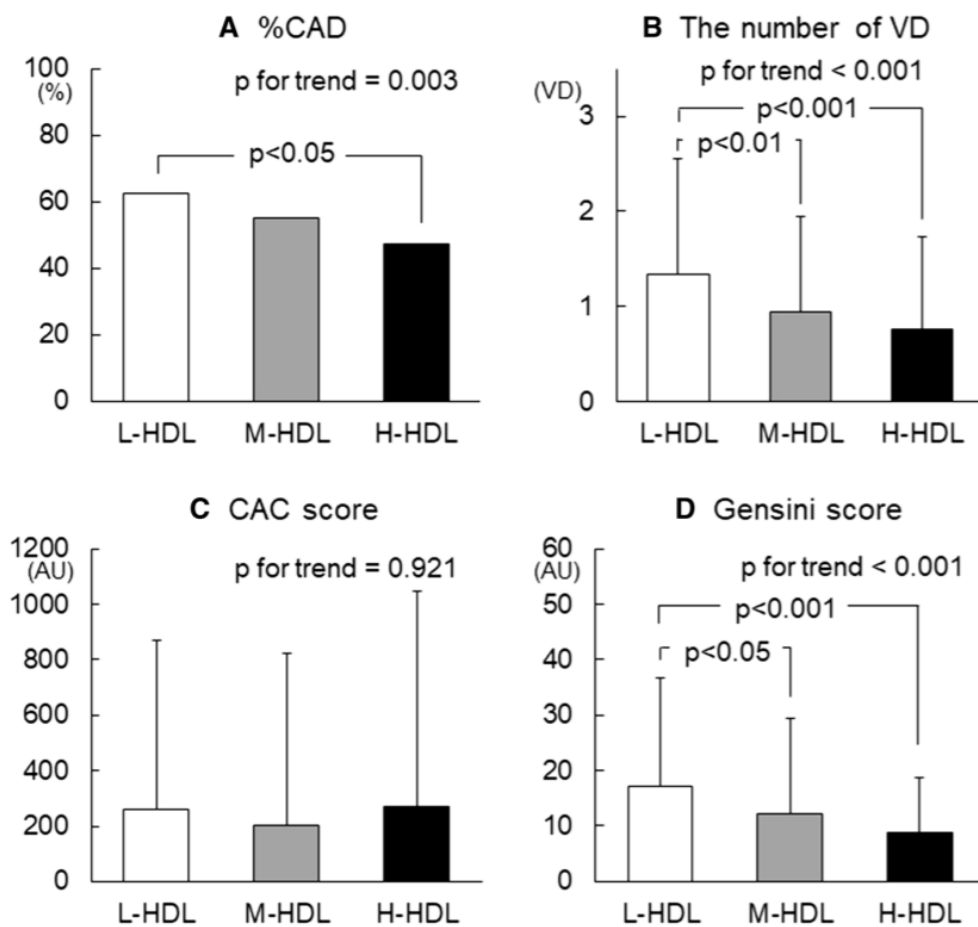 A %CAD
100
(%)
80
60
40
20
0
p for trend = 0.003
p<0.05
L-HDL M-HDL H-HDL
B The number of VD
(VD)
3
2
1
0
p for trend < 0.001
p<0.001
p<0.01
L-HDL M-HDL H-HDL
C CAC score
1200
(AU)
1000
800
600
400
200
0
p for trend = 0.921
L-HDL M-HDL H-HDL
D Gensini score
60
(AU)
50
40
30
20
10
0
p for trend < 0.001
p<0.001
p<0.05
L-HDL M-HDL H-HDL